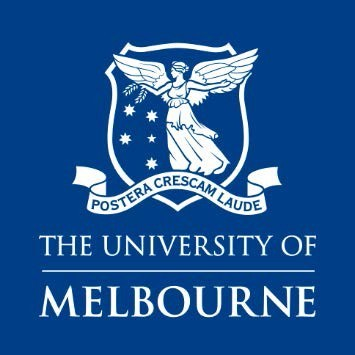 POSTERA CRESCAM LAUDE
THE UNIVERSITY OF
MELBOURNE